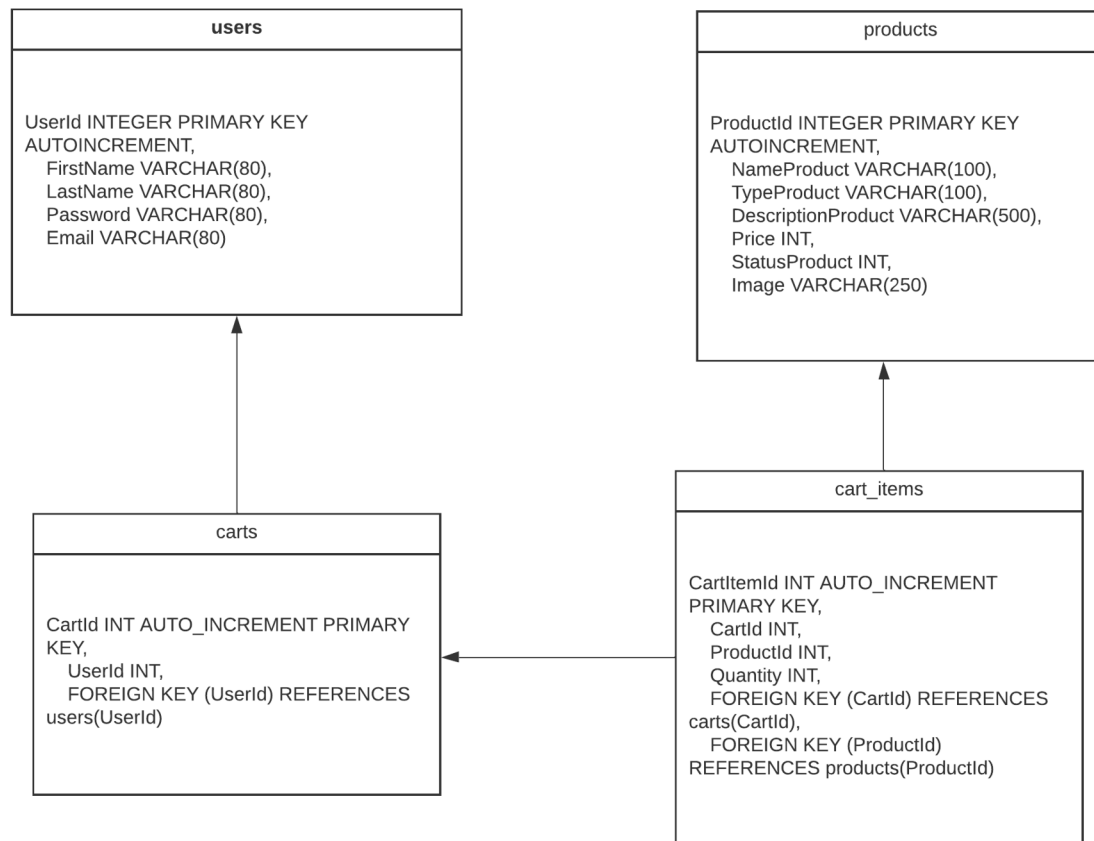 users
UserId INTEGER PRIMARY KEY
AUTOINCREMENT,
FirstName VARCHAR(80),
LastName VARCHAR(80),
Password VARCHAR(80),
Email VARCHAR(80)
products
ProductId INTEGER PRIMARY KEY
AUTOINCREMENT,
NameProduct VARCHAR(100),
TypeProduct VARCHAR(100),
DescriptionProduct VARCHAR(500),
Price INT,
StatusProduct INT,
Image VARCHAR(250)
carts
CartId INT AUTO_INCREMENT PRIMARY
KEY,
UserId INT,
FOREIGN KEY (UserId) REFERENCES
users(UserId)
cart_items
CartItemId INT AUTO_INCREMENT
PRIMARY KEY,
CartId INT,
ProductId INT,
Quantity INT,
FOREIGN KEY (CartId) REFERENCES
carts(CartId),
FOREIGN KEY (ProductId)
REFERENCES products(ProductId)